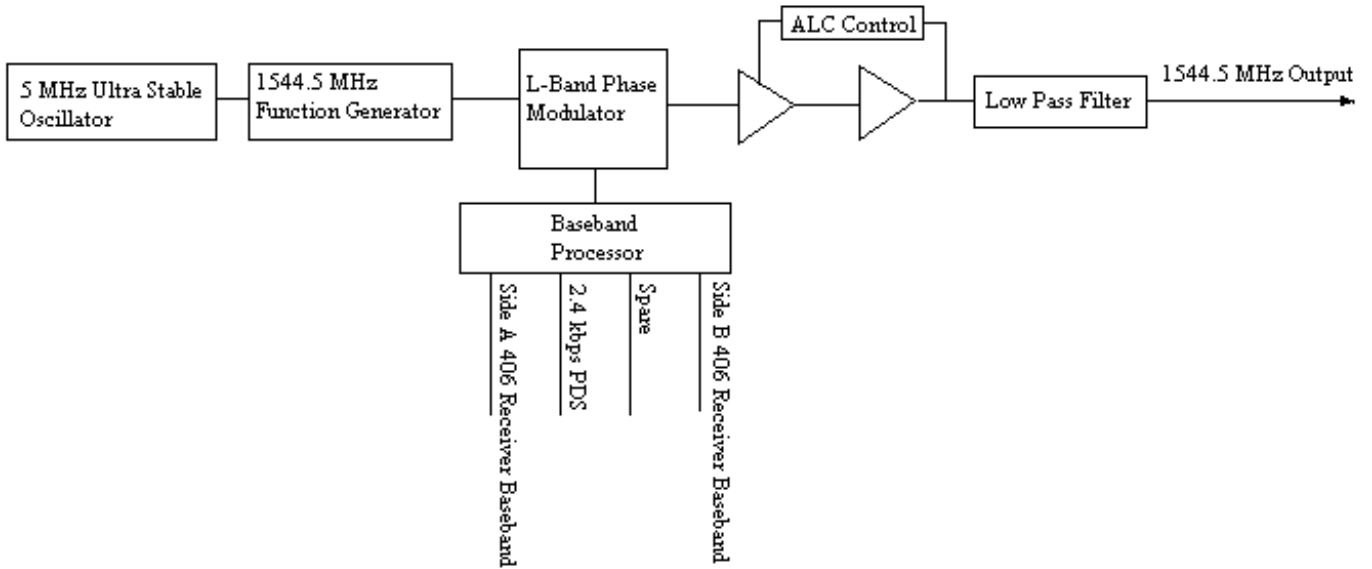 ALC Control
5 MHz Ultra Stable
Oscillator
1544.5 MHz
Function Generator
L-Band Phase
Modulator
Low Pass Filter
1544.5 MHz Output
Baseband
Processor
Side A 406 Receiver Baseband
2.4 kbps PDS
Spare
Side B 406 Receiver Baseband